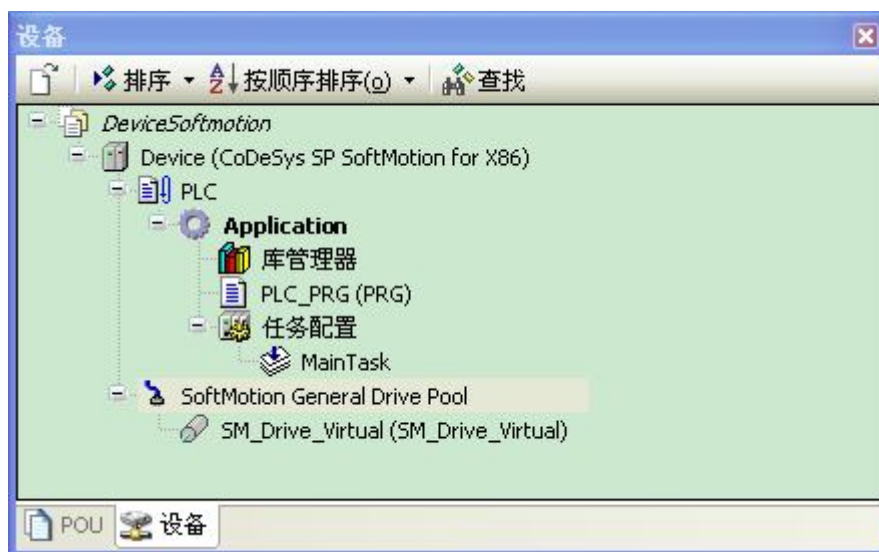 设备
排序 按顺序排序(o) 查找
DeviceSoftmotion
Device (CoDeSys SP SoftMotion for X86)
PLC
Application
库管理器
PLC_PRG (PRG)
任务配置
MainTask
SoftMotion General Drive Pool
SM_Drive_Virtual (SM_Drive_Virtual)
POU 设备